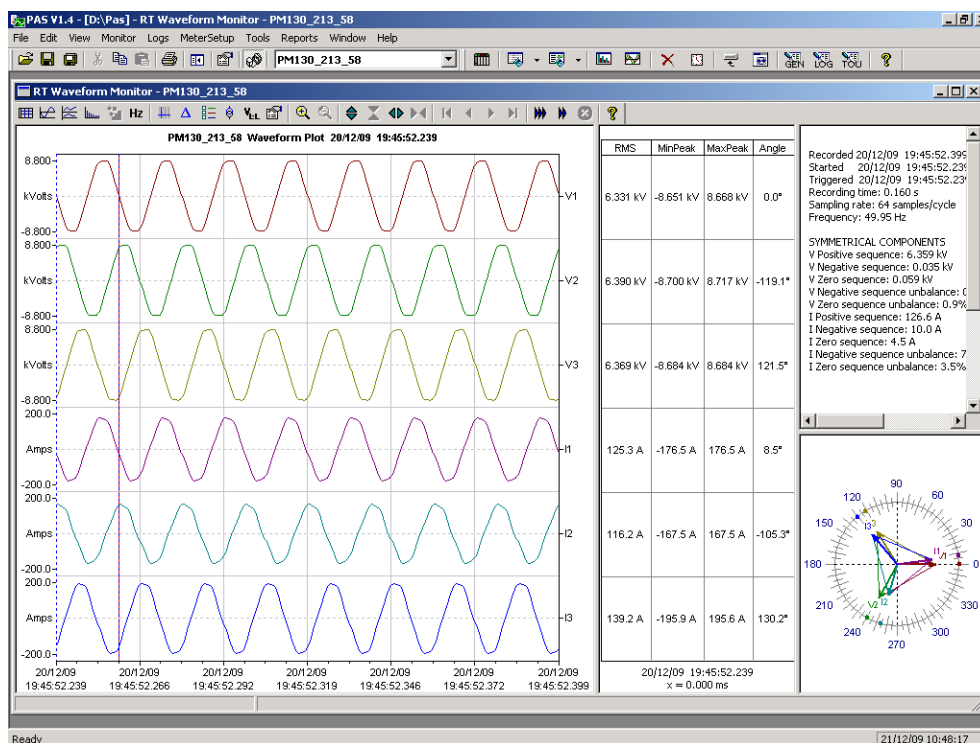 PAS V1.4 - [D:\Pas] - RT Waveform Monitor - PM130_213_58
File Edit View Monitor Logs MeterSetup Tools Reports Window Help
PM130_213_58 GEN LOG TOU ?
RT Waveform Monitor - PM130_213_58
Hz V:L ?
PM130_213_58 Waveform Plot 20/12/09 19:45:52.239
8.800
kVolts V1
-8.800
8.800
kVolts V2
-8.800
8.800
kVolts V3
-8.800
200.0
Amps I1
-200.0
200.0
Amps I2
-200.0
200.0
Amps I3
-200.0
20/12/09 20/12/09 20/12/09 20/12/09 20/12/09 20/12/09 20/12/09
19:45:52.239 19:45:52.266 19:45:52.292 19:45:52.319 19:45:52.346 19:45:52.372 19:45:52.399
RMS MinPeak MaxPeak Angle
6.331 kV -8.651 kV 8.668 kV 0.0°
6.390 kV -8.700 kV 8.717 kV -119.1°
6.369 kV -8.684 kV 8.684 kV 121.5°
125.3 A -176.5 A 176.5 A 8.5°
116.2 A -167.5 A 167.5 A -105.3°
139.2 A -195.9 A 195.6 A 130.2°
20/12/09 19:45:52.239
x = 0.000 ms
Recorded 20/12/09 19:45:52.399
Started 20/12/09 19:45:52.239
Triggered 20/12/09 19:45:52.239
Recording time: 0.160 s
Sampling rate: 64 samples/cycle
Frequency: 49.95 Hz
SYMMETRICAL COMPONENTS
V Positive sequence: 6.359 kV
V Negative sequence: 0.035 kV
V Zero sequence: 0.059 kV
V Negative sequence unbalance:
V Zero sequence unbalance: 0.9%
I Positive sequence: 126.6 A
I Negative sequence: 10.0 A
I Zero sequence: 4.5 A
I Negative sequence unbalance: 7
I Zero sequence unbalance: 3.5%
90
120 60
150 30
I3
I1 V1
180 0
V2 I2
210 330
240 300
270
Ready 21/12/09 10:48:17